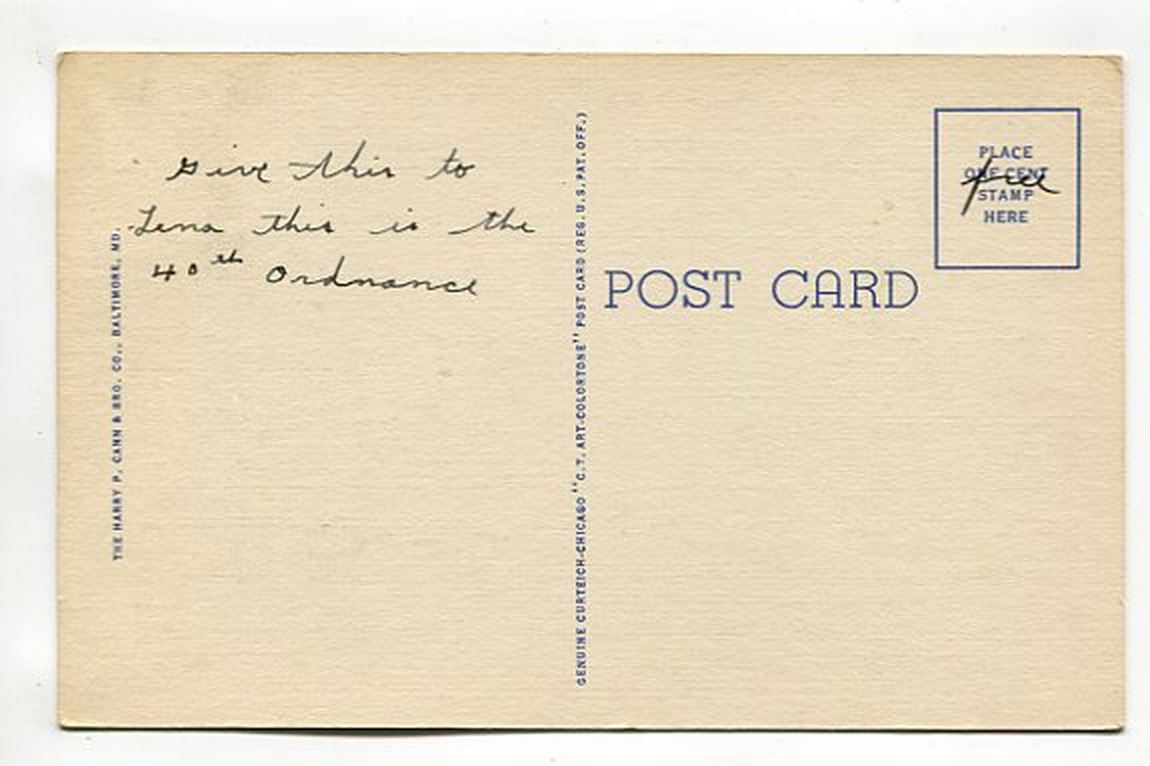 Give this to
Lena this is the
40th Ordnance
THE HARRY P. CANN & BRO. CO., BALTIMORE, MD.
GENUINE CURTEICH-CHICAGO "C.T. ART-COLORTONE" POST CARD (REG. U.S. PAT. OFF.)
POST CARD
PLACE
ONE CENT
free
STAMP
HERE